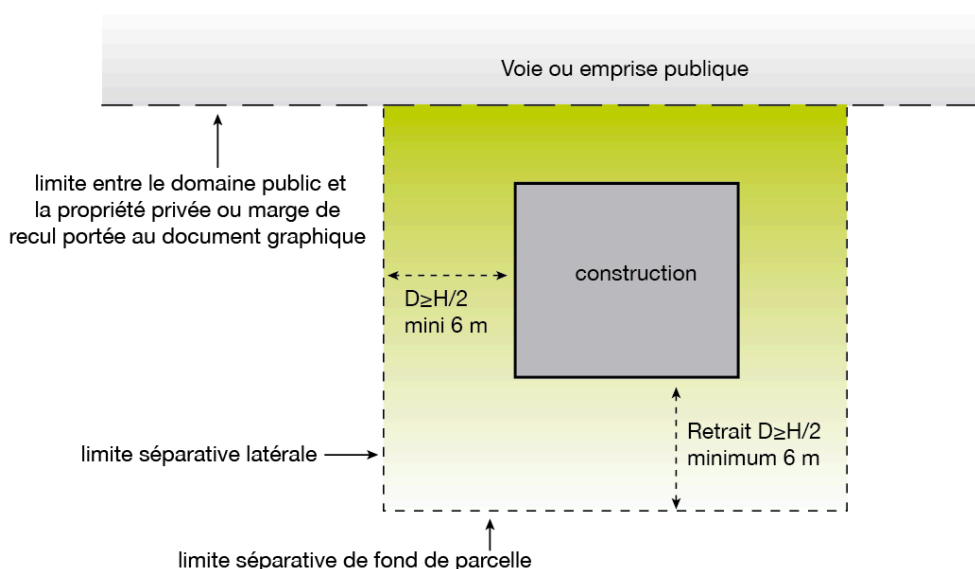 Voie ou emprise publique
limite entre le domaine public et
la propriété privée ou marge de
recul portée au document graphique
construction
D≥H/2
mini 6 m
Retrait D≥H/2
minimum 6 m
limite séparative latérale
limite séparative de fond de parcelle